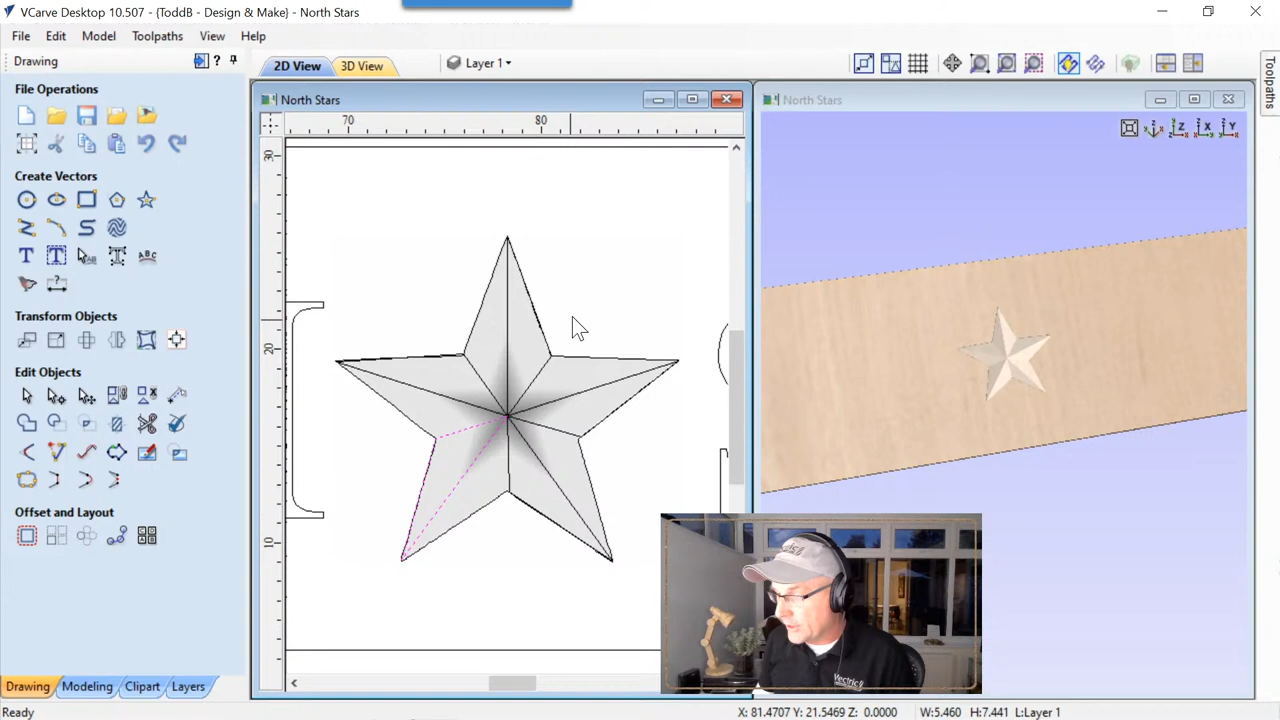 VCarve Desktop 10.507 - {ToddB - Design & Make} - North Stars
File Edit Model Toolpaths View Help
Drawing
2D View 3D View Layer 1
File Operations
North Stars
North Stars
Toolpaths
70 80
30
20
10
Z X Y
Create Vectors
T T T ABC
Transform Objects
Edit Objects
Offset and Layout
Vectric
Drawing Modeling Clipart Layers
Ready
X: 81.4707 Y: 21.5469 Z: 0.0000
W:5.460 H:7.441 L:Layer 1